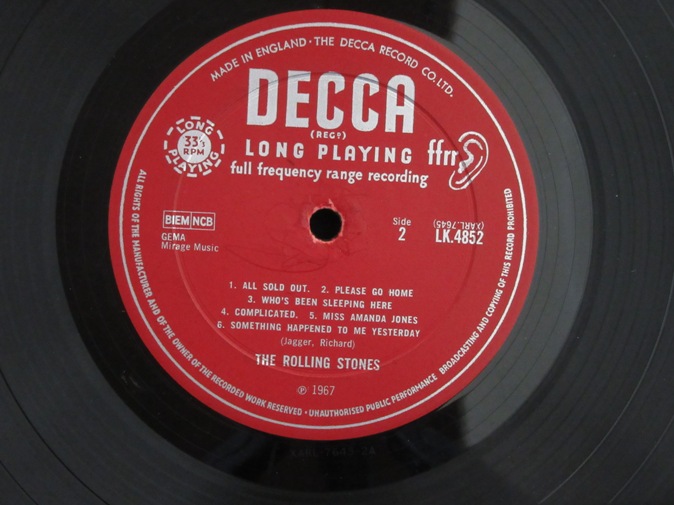 MADE IN ENGLAND · THE DECCA RECORD CO. LTD.
DECCA
(REGD)
LONG PLAYING
33⅓ RPM
LONG PLAYING ffrr
full frequency range recording
BIEM NCB
GEMA
Mirage Music
Side
2
(XARL.7645)
LK.4852
1. ALL SOLD OUT. 2. PLEASE GO HOME
3. WHO'S BEEN SLEEPING HERE
4. COMPLICATED. 5. MISS AMANDA JONES
6. SOMETHING HAPPENED TO ME YESTERDAY
(Jagger, Richard)
THE ROLLING STONES
℗ 1967
ALL RIGHTS OF THE MANUFACTURER AND OF THE OWNER OF THE RECORDED WORK RESERVED · UNAUTHORISED PUBLIC PERFORMANCE BROADCASTING AND COPYING OF THIS RECORD PROHIBITED